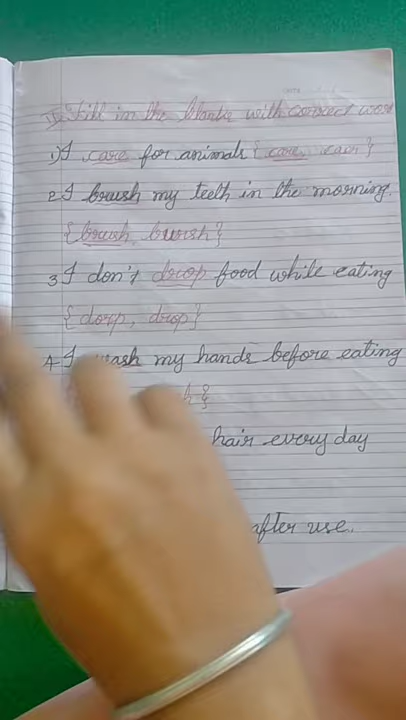 fill in the blanks with correct word
1) I care for animals { care, racr }
2. I brush my teeth in the morning.
{ brush, bursh }
3 I don't drop food while eating
{ dorp, drop }
4- I wash my hands before eating
hair every day
after use.